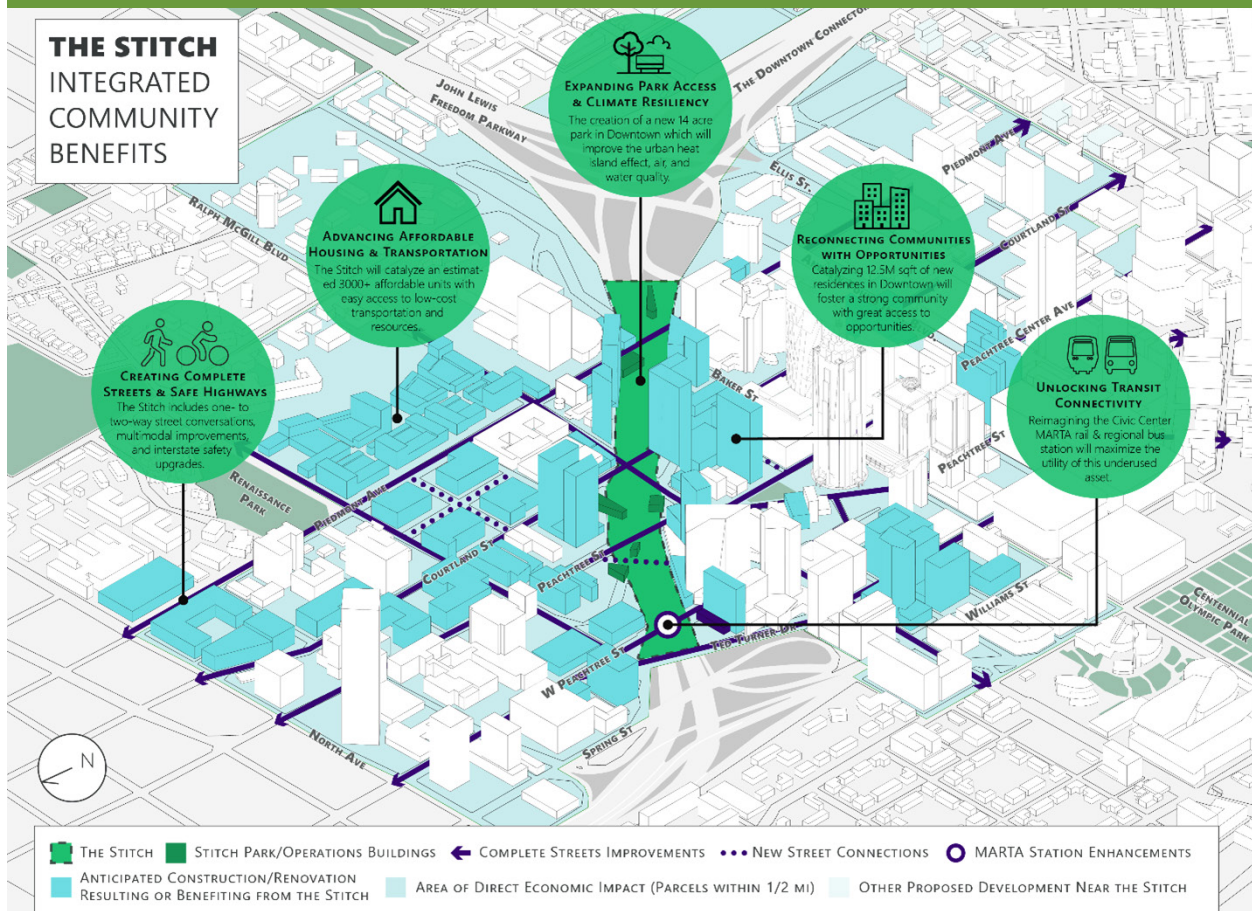 THE STITCH
INTEGRATED
COMMUNITY
BENEFITS
EXPANDING PARK ACCESS
& CLIMATE RESILIENCY
The creation of a new 14 acre
park in Downtown which will
improve the urban heat
island effect, air, and
water quality.
ADVANCING AFFORDABLE
HOUSING & TRANSPORTATION
The Stitch will catalyze an estimat-
ed 3000+ affordable units with
easy access to low-cost
transportation and
resources.
RECONNECTING COMMUNITIES
WITH OPPORTUNITIES
Catalyzing 12.5M sqft of new
residences in Downtown will
foster a strong community
with great access to
opportunities.
CREATING COMPLETE
STREETS & SAFE HIGHWAYS
The Stitch includes one- to
two-way street conversations,
multimodal improvements,
and interstate safety
upgrades.
UNLOCKING TRANSIT
CONNECTIVITY
Reimagining the Civic Center
MARTA rail & regional bus
station will maximize the
utility of this underused
asset.
JOHN LEWIS
FREEDOM PARKWAY
THE DOWNTOWN CONNECTOR
RALPH MCGILL BLVD
ELLIS ST.
PIEDMONT AVE
COURTLAND ST
PEACHTREE CENTER AVE
BAKER ST
PEACHTREE ST
RENAISSANCE
PARK
PIEDMONT AVE
COURTLAND ST
PEACHTREE ST
W PEACHTREE ST
TED TURNER DR
WILLIAMS ST
CENTENNIAL
OLYMPIC PARK
NORTH AVE
SPRING ST
N
THE STITCH
STITCH PARK/OPERATIONS BUILDINGS
COMPLETE STREETS IMPROVEMENTS
NEW STREET CONNECTIONS
MARTA STATION ENHANCEMENTS
ANTICIPATED CONSTRUCTION/RENOVATION
RESULTING OR BENEFITING FROM THE STITCH
AREA OF DIRECT ECONOMIC IMPACT (PARCELS WITHIN 1/2 MI)
OTHER PROPOSED DEVELOPMENT NEAR THE STITCH